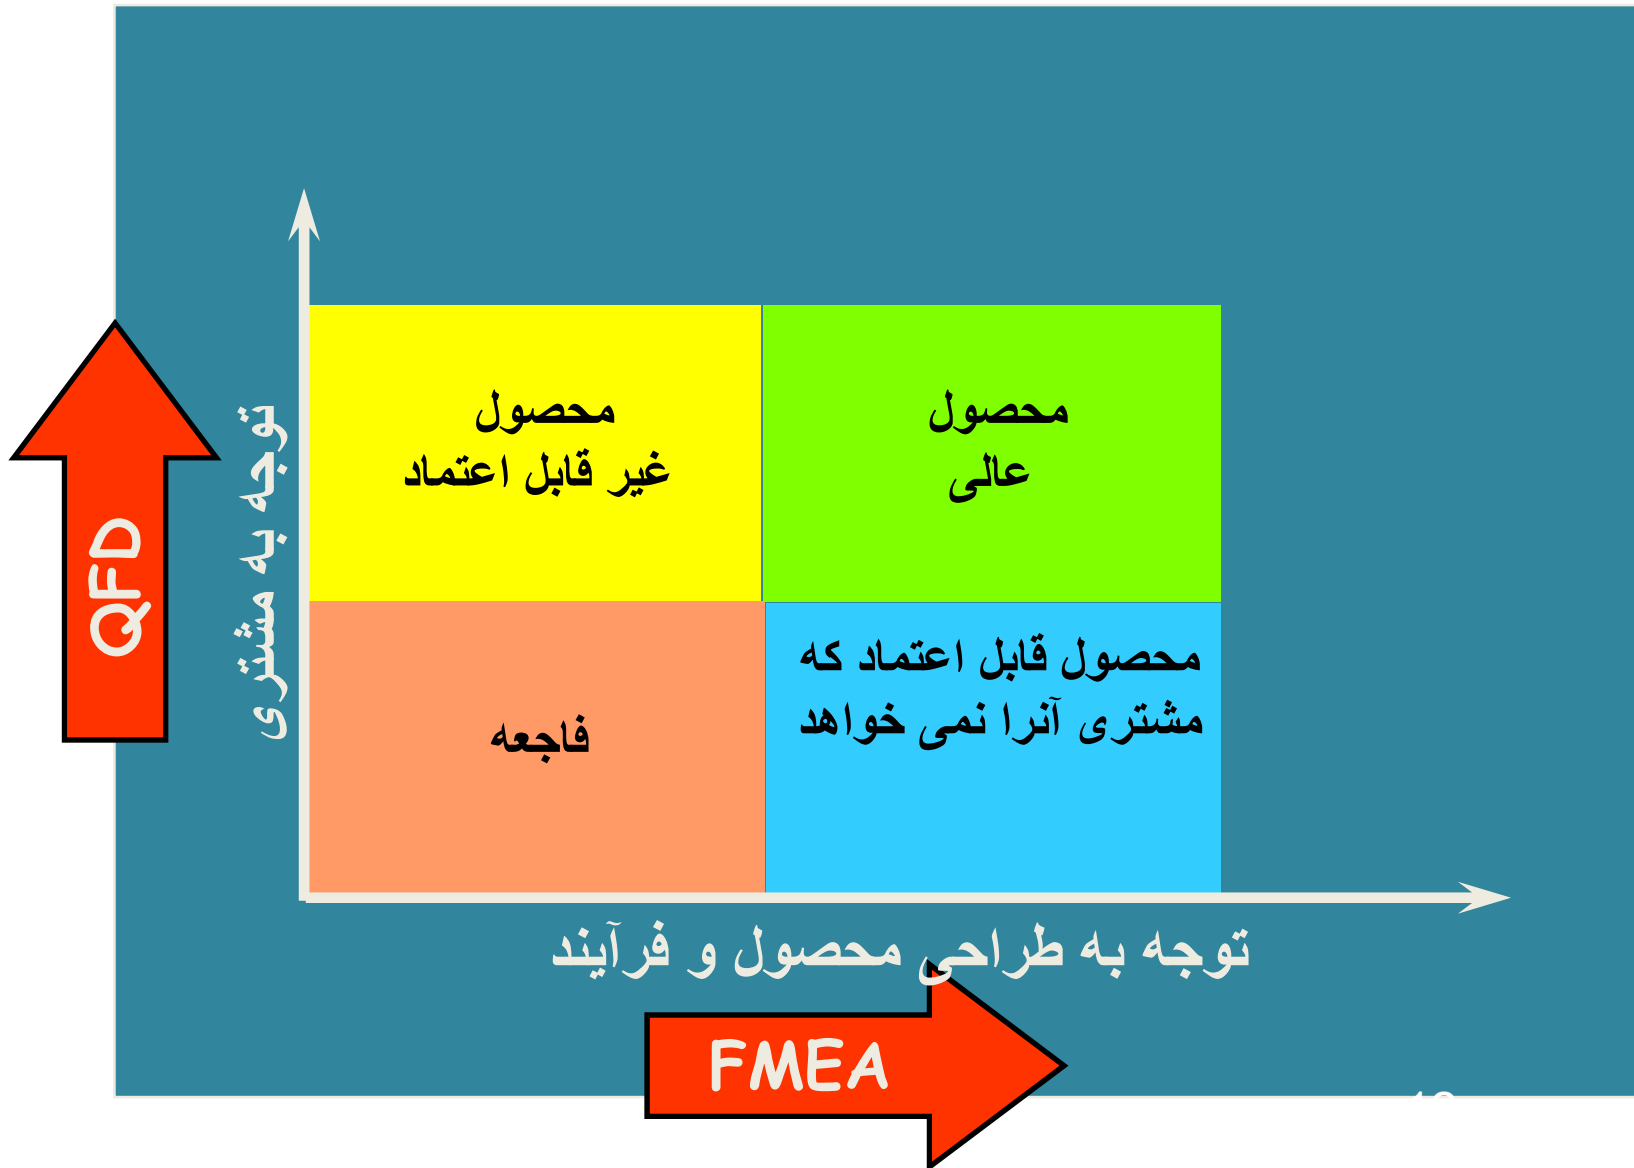 محصول
عالی
محصول
غیر قابل اعتماد
محصول قابل اعتماد که
مشتری آنرا نمی خواهد
فاجعه
توجه به مشتری
QFD
توجه به طراحی محصول و فرآیند
FMEA